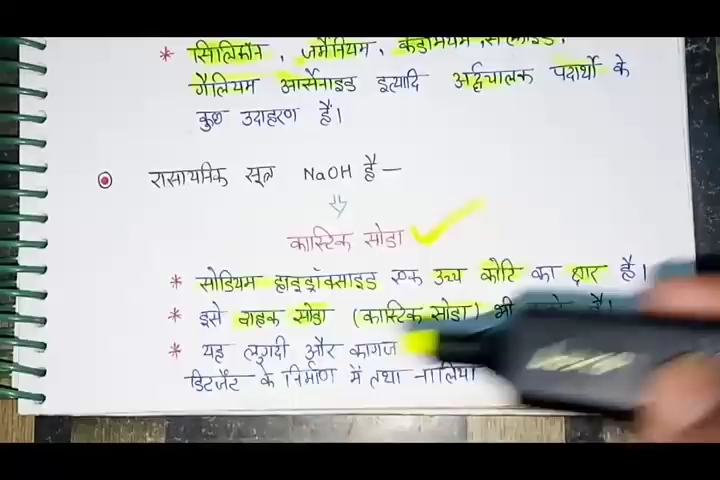 * सिलिकॉन, जर्मेनियम, कैडमियम,
गैलियम आर्सेनाइड इत्यादि अर्द्धचालक पदार्थो के
कुछ उदाहरण हैं।
रासायनिक सूत्र NaOH है —
कास्टिक सोडा
* सोडियम हाइड्रॉक्साइड एक उच्च कोटि का क्षार है।
* इसे दाहक सोडा (कास्टिक सोडा) भी
* यह लुगदी और कागज
डिटर्जेंट के निर्माण में तथा नालियों